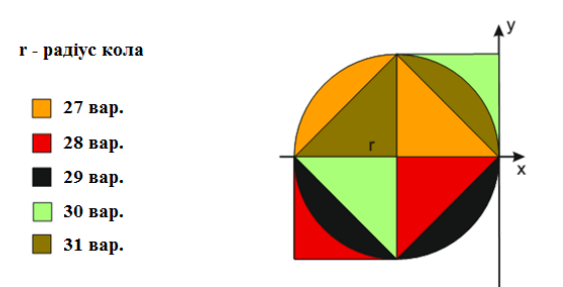 r - радіус кола
27 вар.
28 вар.
29 вар.
30 вар.
31 вар.
y
r
x